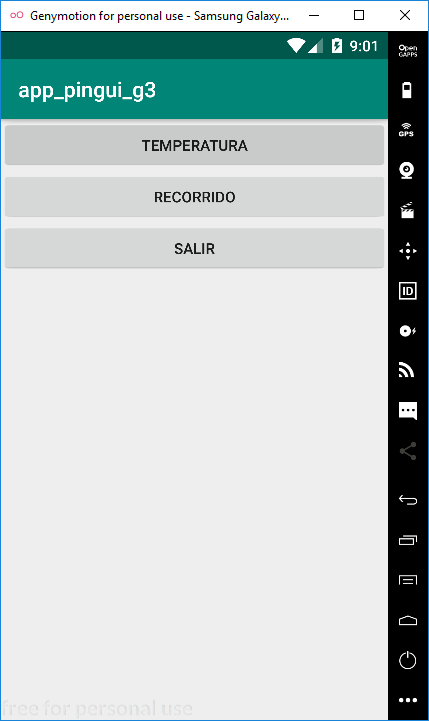 Genymotion for personal use - Samsung Galaxy...
9:01
app_pingui_g3
TEMPERATURA
RECORRIDO
SALIR
free for personal use
Open
GAPPS
GPS
ID